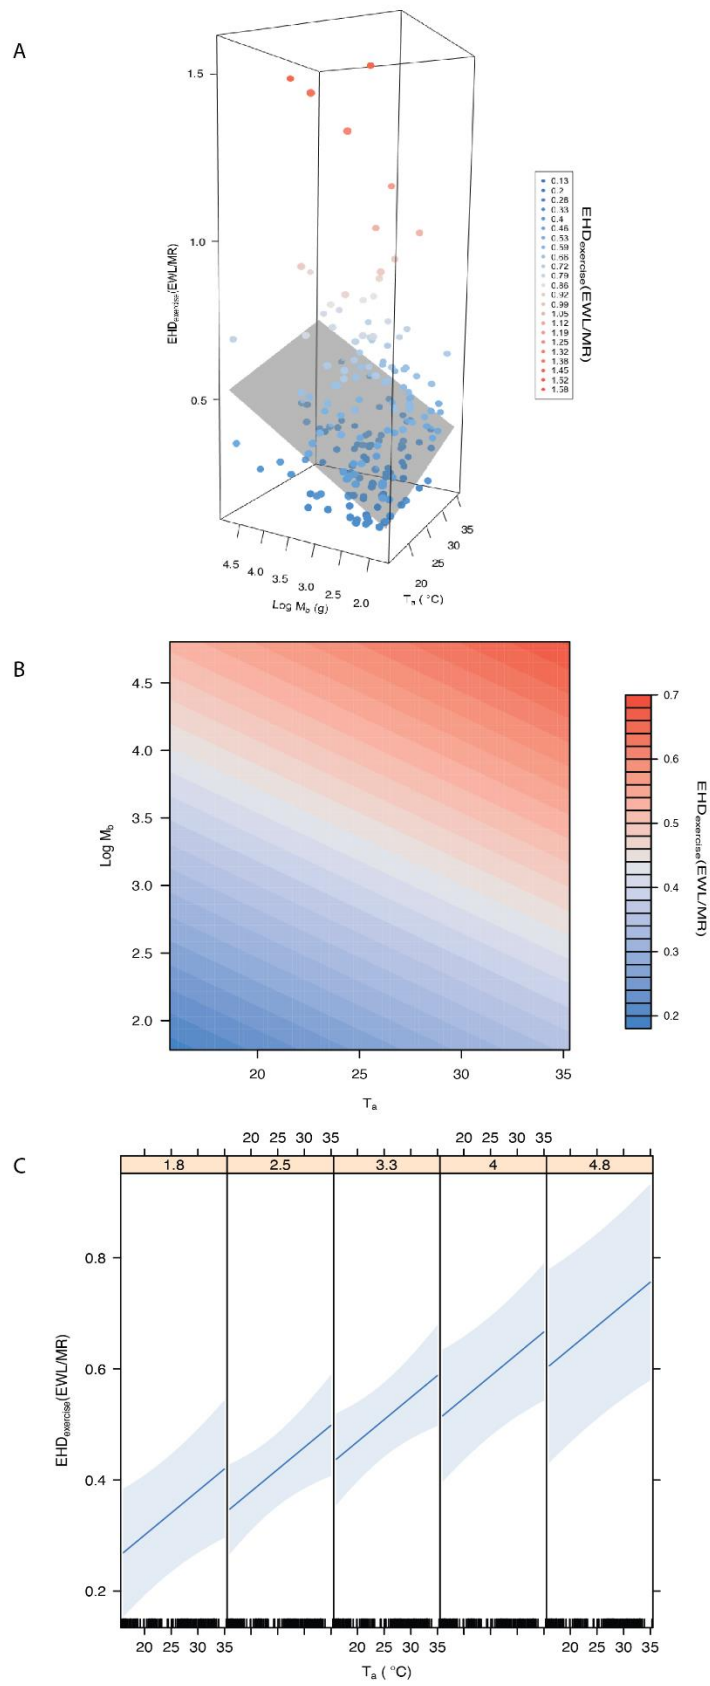 A
1.5
1.0
0.5
EHDexercise(EWL/MR)
4.5 4.0 3.5 3.0 2.5 2.0
Log Mb (g)
20 25 30 35
Ta ( °C)
0.13
0.2
0.26
0.33
0.4
0.46
0.53
0.59
0.66
0.72
0.79
0.86
0.92
0.99
1.05
1.12
1.19
1.25
1.32
1.38
1.45
1.52
1.58
EHDexercise(EWL/MR)
B
4.5
4.0
3.5
3.0
2.5
2.0
Log Mb
20 25 30 35
Ta
0.7
0.6
0.5
0.4
0.3
0.2
EHDexercise(EWL/MR)
C
20 25 30 35 20 25 30 35
1.8 2.5 3.3 4 4.8
0.8
0.6
0.4
0.2
EHDexercise(EWL/MR)
20 25 30 35 20 25 30 35 20 25 30 35
Ta ( °C)